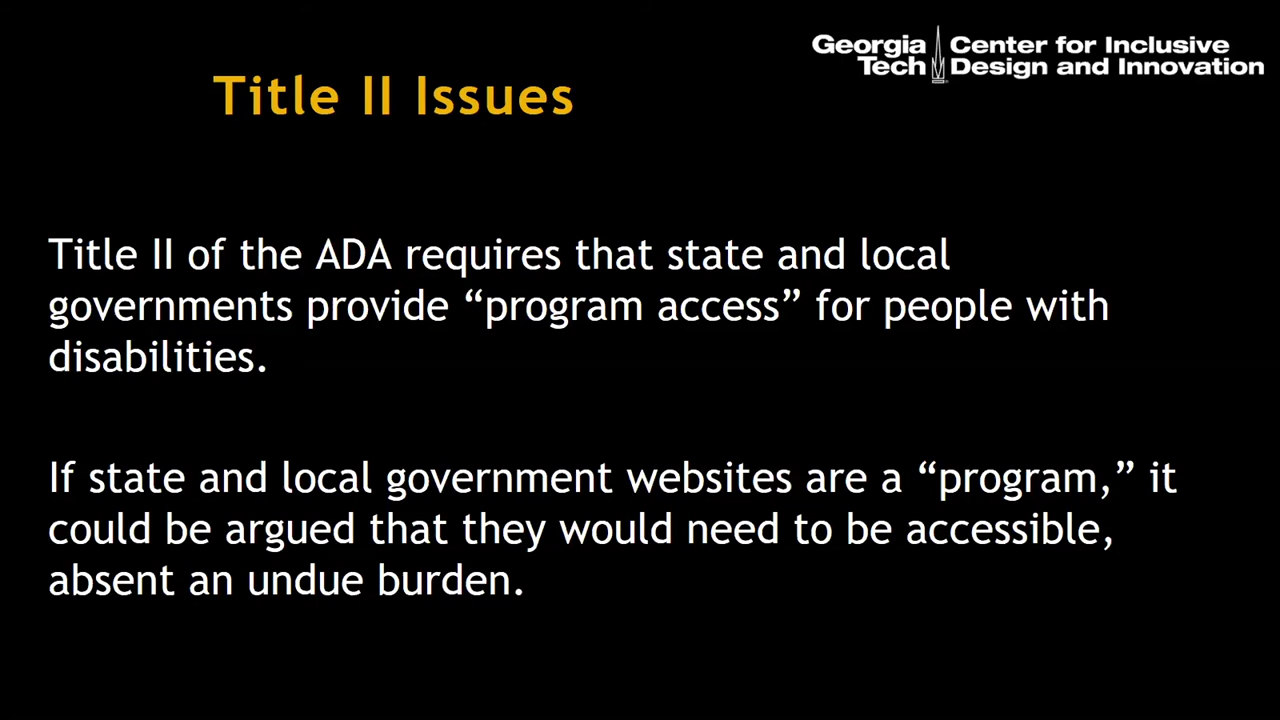 Georgia Tech Center for Inclusive Design and Innovation
Title II Issues
Title II of the ADA requires that state and local
governments provide “program access” for people with
disabilities.
If state and local government websites are a “program,” it
could be argued that they would need to be accessible,
absent an undue burden.